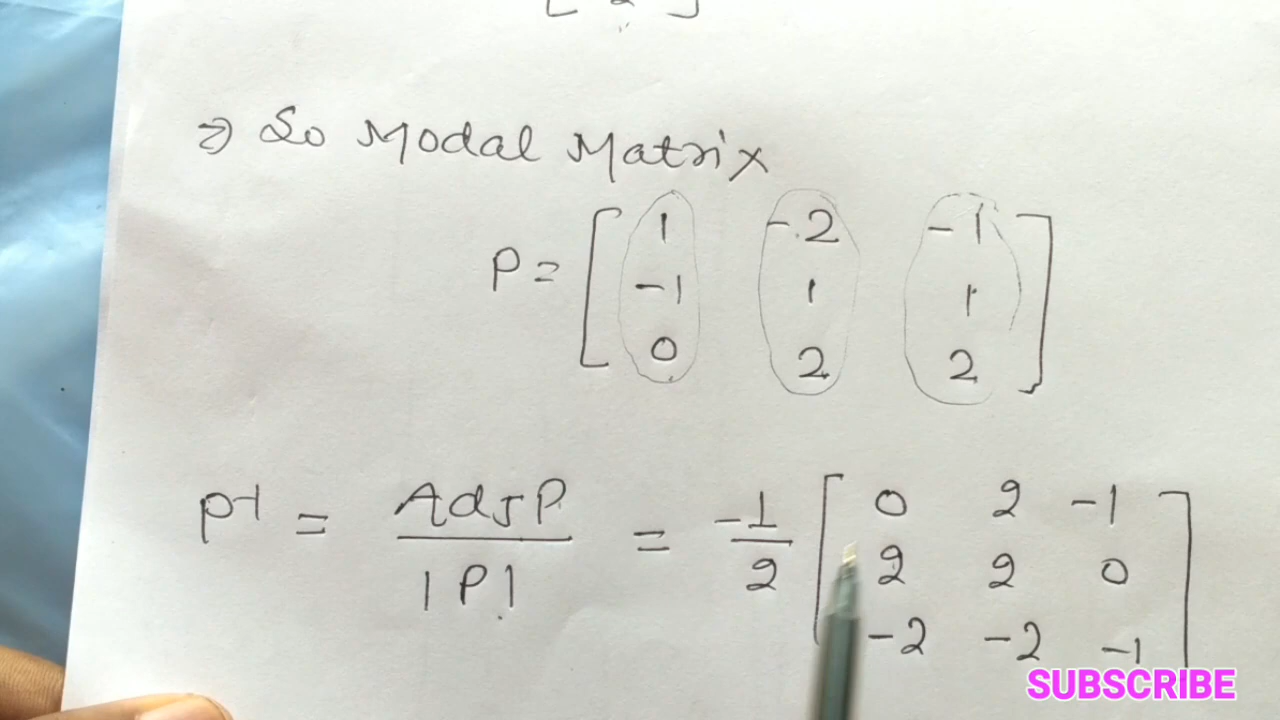 ⇒ So Modal Matrix
P = [ 1 -2 -1
-1 1 1
0 2 2 ]
P⁻¹ = Adj P / |P| = -1/2 [ 0 2 -1
2 2 0
-2 -2 -1 ]
SUBSCRIBE